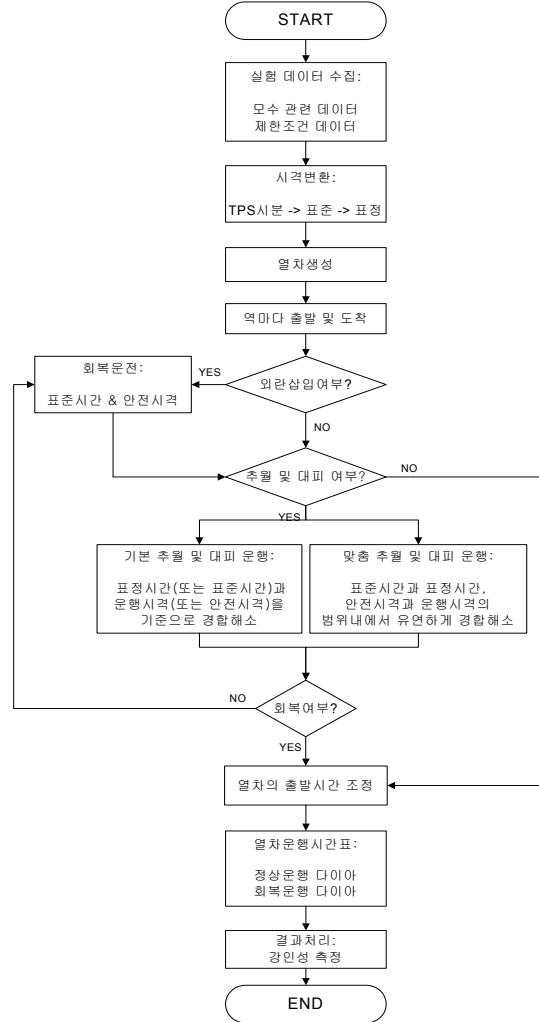 START
실험 데이터 수집:
모수 관련 데이터
제한조건 데이터
시격변환:
TPS시분 -> 표준 -> 표정
열차생성
역마다 출발 및 도착
외란삽입여부?
YES
회복운전:
표준시간 & 안전시격
NO
추월 및 대피 여부?
NO
YES
기본 추월 및 대피 운행:
표정시간(또는 표준시간)과
운행시격(또는 안전시격)을
기준으로 경합해소
맞춤 추월 및 대피 운행:
표준시간과 표정시간,
안전시격과 운행시격의
범위내에서 유연하게 경합해소
회복여부?
NO
YES
열차의 출발시간 조정
열차운행시간표:
정상운행 다이아
회복운행 다이아
결과처리:
강인성 측정
END